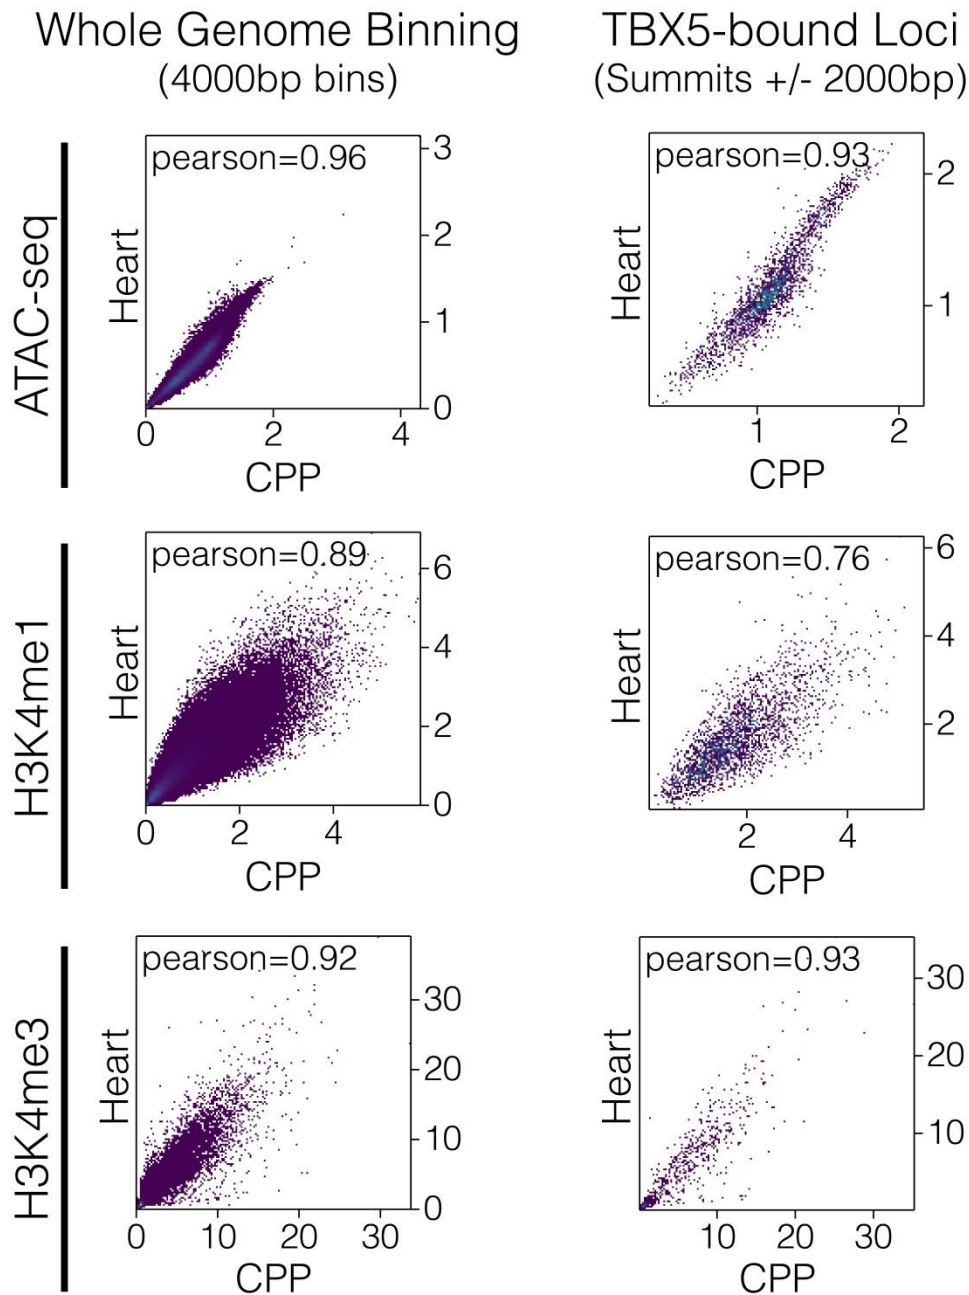 Whole Genome Binning
(4000bp bins)
TBX5-bound Loci
(Summits +/- 2000bp)
ATAC-seq
pearson=0.96
Heart
3
2
1
0
0 2 4
CPP
pearson=0.93
Heart
2
1
1 2
CPP
H3K4me1
pearson=0.89
Heart
6
4
2
0
0 2 4
CPP
pearson=0.76
Heart
6
4
2
2 4
CPP
H3K4me3
pearson=0.92
Heart
30
20
10
0
0 10 20 30
CPP
pearson=0.93
Heart
30
20
10
10 20 30
CPP